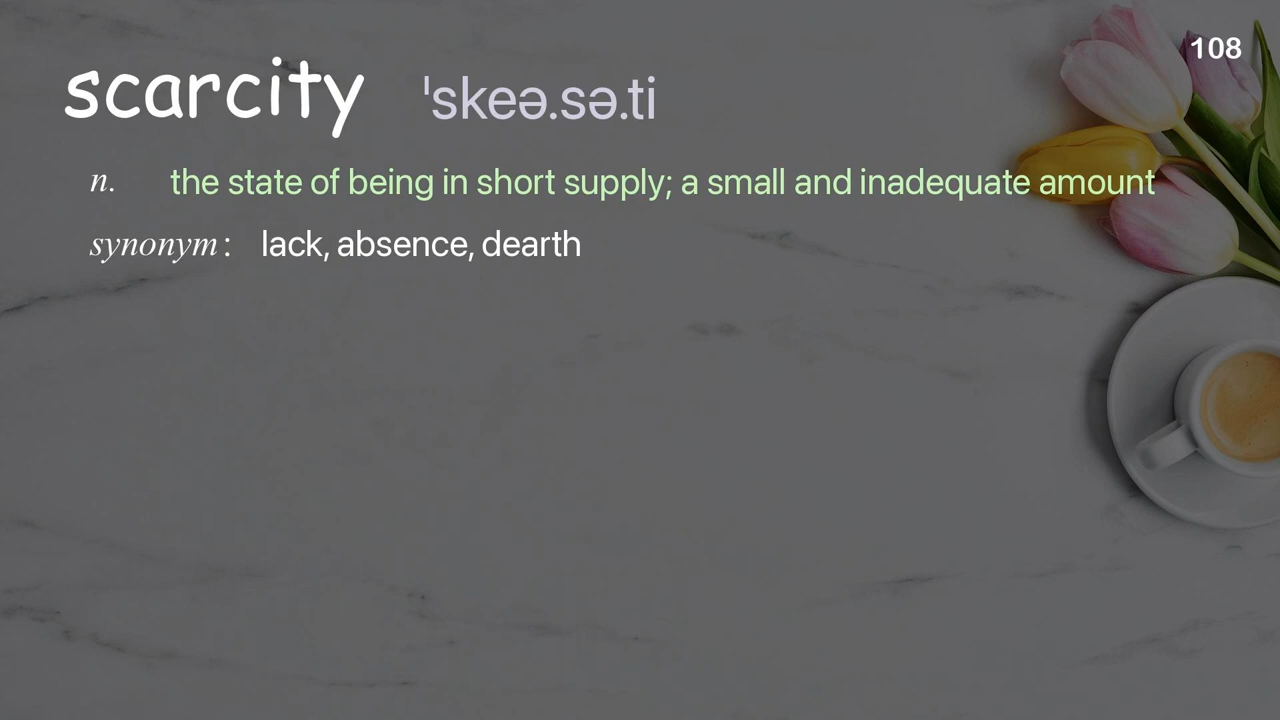 108
scarcity ˈskeə.sə.ti
n. the state of being in short supply; a small and inadequate amount
synonym: lack, absence, dearth